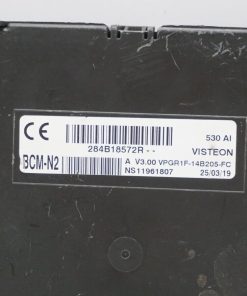 CE 530 AI
284B18572R - - VISTEON
BCM-N2 A V3.00 VPGR1F-14B205-FC
NS11961807 25/03/19